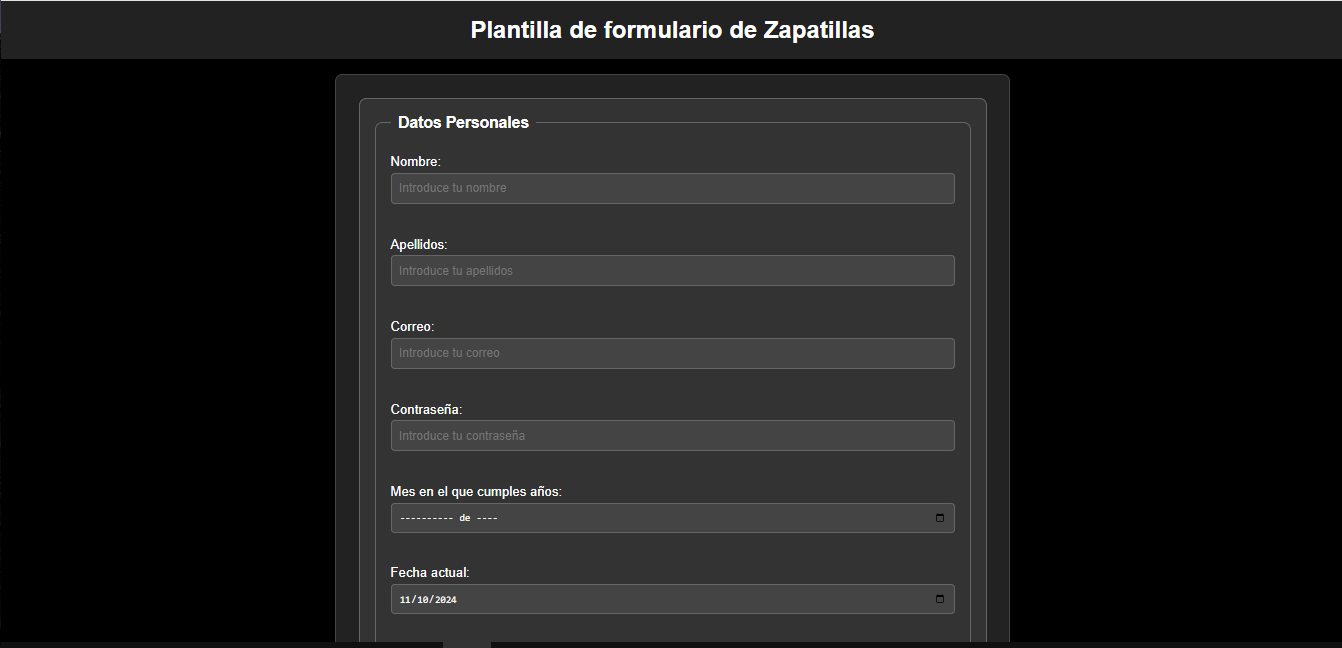 Plantilla de formulario de Zapatillas
Datos Personales
Nombre:
Introduce tu nombre
Apellidos:
Introduce tu apellidos
Correo:
Introduce tu correo
Contraseña:
Introduce tu contraseña
Mes en el que cumples años:
---------- de ----
Fecha actual:
11/10/2024